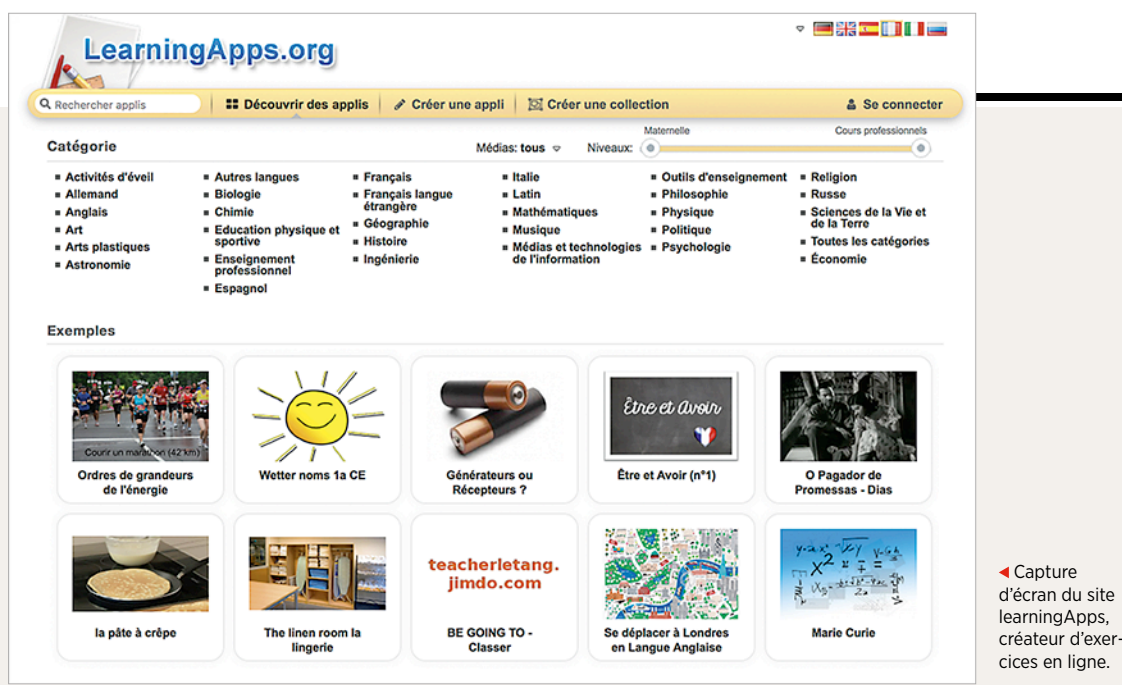 LearningApps.org
Rechercher applis
Découvrir des applis
Créer une appli
Créer une collection
Se connecter
Catégorie
Médias: tous
Niveaux:
Maternelle
Cours professionnels
Activités d'éveil
Allemand
Anglais
Art
Arts plastiques
Astronomie
Autres langues
Biologie
Chimie
Education physique et
sportive
Enseignement
professionnel
Espagnol
Français
Français langue
étrangère
Géographie
Histoire
Ingénierie
Italie
Latin
Mathématiques
Musique
Médias et technologies
de l'information
Outils d'enseignement
Philosophie
Physique
Politique
Psychologie
Religion
Russe
Sciences de la Vie et
de la Terre
Toutes les catégories
Économie
Exemples
Courir un marathon (42 km)
Ordres de grandeurs
de l'énergie
Wetter noms 1a CE
Générateurs ou
Récepteurs ?
Être et Avoir
Être et Avoir (n°1)
O Pagador de
Promessas - Dias
la pâte à crêpe
The linen room la
lingerie
teacherletang.
jimdo.com
BE GOING TO -
Classer
Se déplacer à Londres
en Langue Anglaise
Marie Curie
Capture
d'écran du site
learningApps,
créateur d'exer-
cices en ligne.